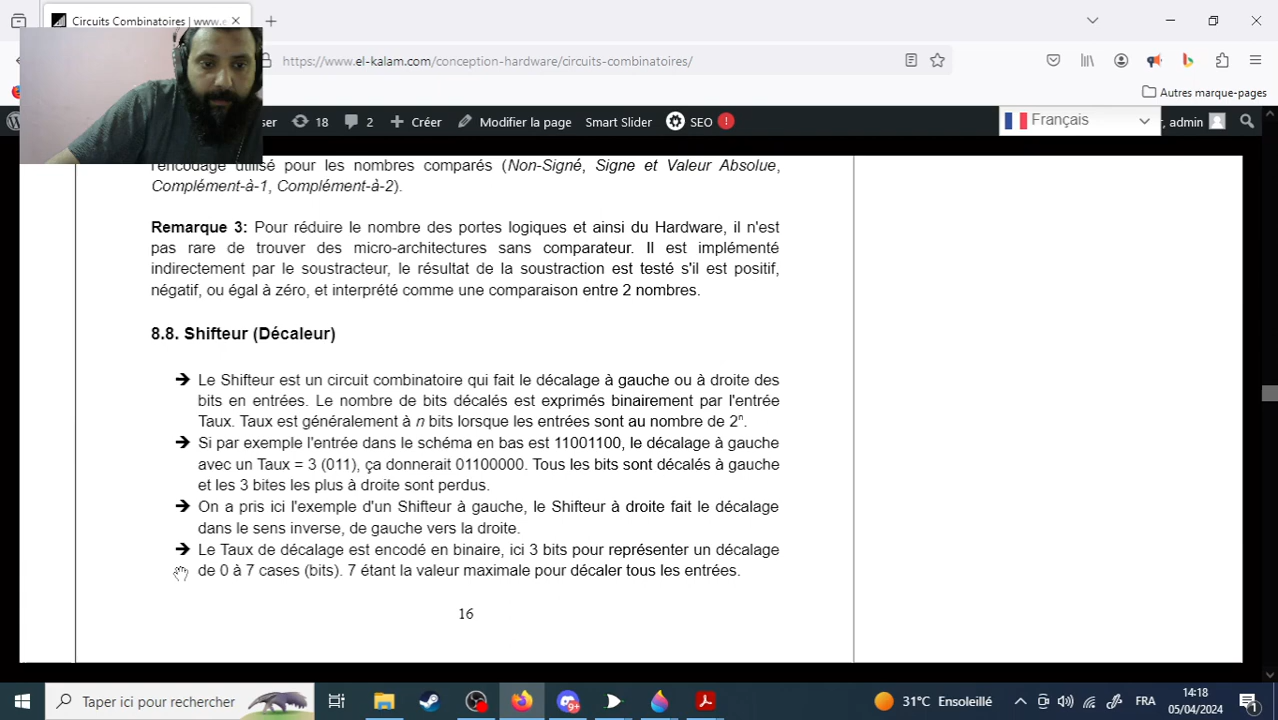 Circuits Combinatoires | www.e
https://www.el-kalam.com/conception-hardware/circuits-combinatoires/
Autres marque-pages
ser 18 2 Créer Modifier la page Smart Slider SEO ! Français , admin
l'encodage utilisé pour les nombres comparés (Non-Signé, Signe et Valeur Absolue,
Complément-à-1, Complément-à-2).
Remarque 3: Pour réduire le nombre des portes logiques et ainsi du Hardware, il n'est
pas rare de trouver des micro-architectures sans comparateur. Il est implémenté
indirectement par le soustracteur, le résultat de la soustraction est testé s'il est positif,
négatif, ou égal à zéro, et interprété comme une comparaison entre 2 nombres.
8.8. Shifteur (Décaleur)
➔ Le Shifteur est un circuit combinatoire qui fait le décalage à gauche ou à droite des
bits en entrées. Le nombre de bits décalés est exprimés binairement par l'entrée
Taux. Taux est généralement à n bits lorsque les entrées sont au nombre de 2ⁿ.
➔ Si par exemple l'entrée dans le schéma en bas est 11001100, le décalage à gauche
avec un Taux = 3 (011), ça donnerait 01100000. Tous les bits sont décalés à gauche
et les 3 bites les plus à droite sont perdus.
➔ On a pris ici l'exemple d'un Shifteur à gauche, le Shifteur à droite fait le décalage
dans le sens inverse, de gauche vers la droite.
➔ Le Taux de décalage est encodé en binaire, ici 3 bits pour représenter un décalage
de 0 à 7 cases (bits). 7 étant la valeur maximale pour décaler tous les entrées.
16
Taper ici pour rechercher
9+
31°C Ensoleillé
FRA
14:18
05/04/2024
1